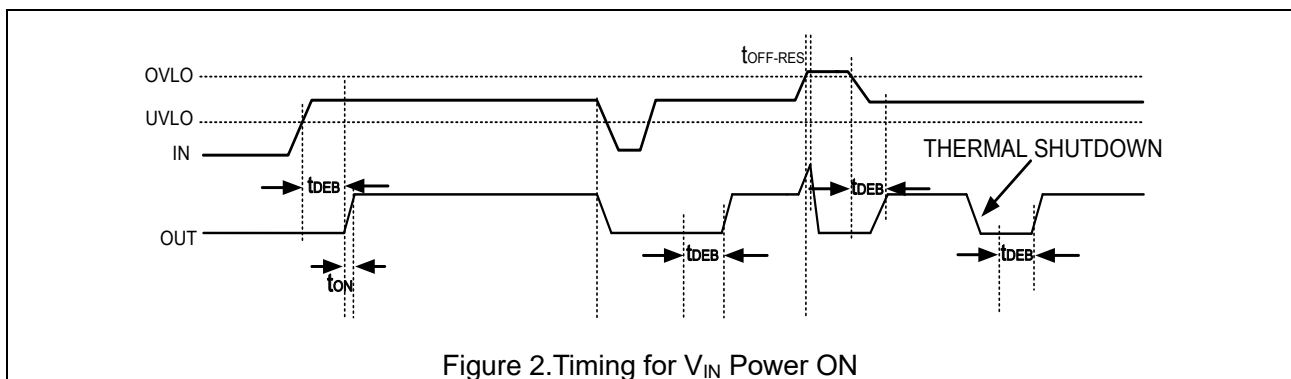 tOFF-RES
OVLO
UVLO
IN
THERMAL SHUTDOWN
tDEB
tDEB
OUT
tDEB
tDEB
tON
Figure 2.Timing for VIN Power ON